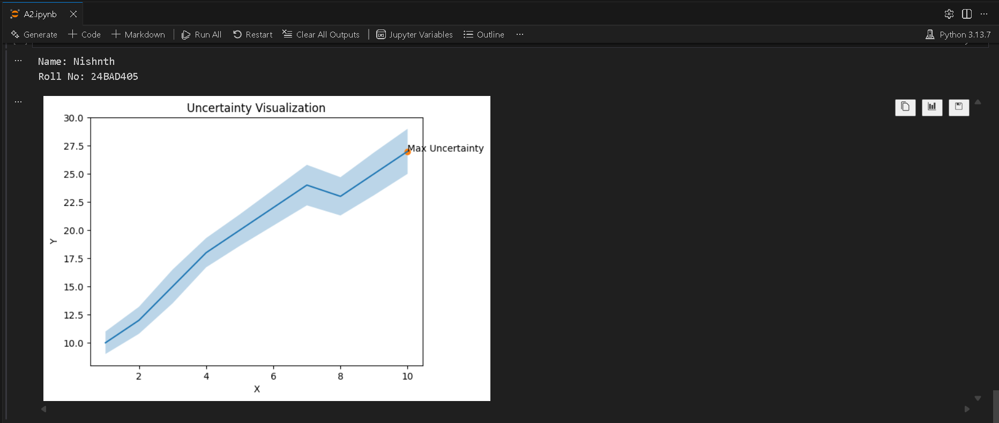 A2.ipynb
Generate Code Markdown Run All Restart Clear All Outputs Jupyter Variables Outline ... Python 3.13.7
Name: Nishnth
Roll No: 24BAD405
Uncertainty Visualization
30.0
27.5
Max Uncertainty
25.0
22.5
20.0
Y
17.5
15.0
12.5
10.0
2 4 6 8 10
X